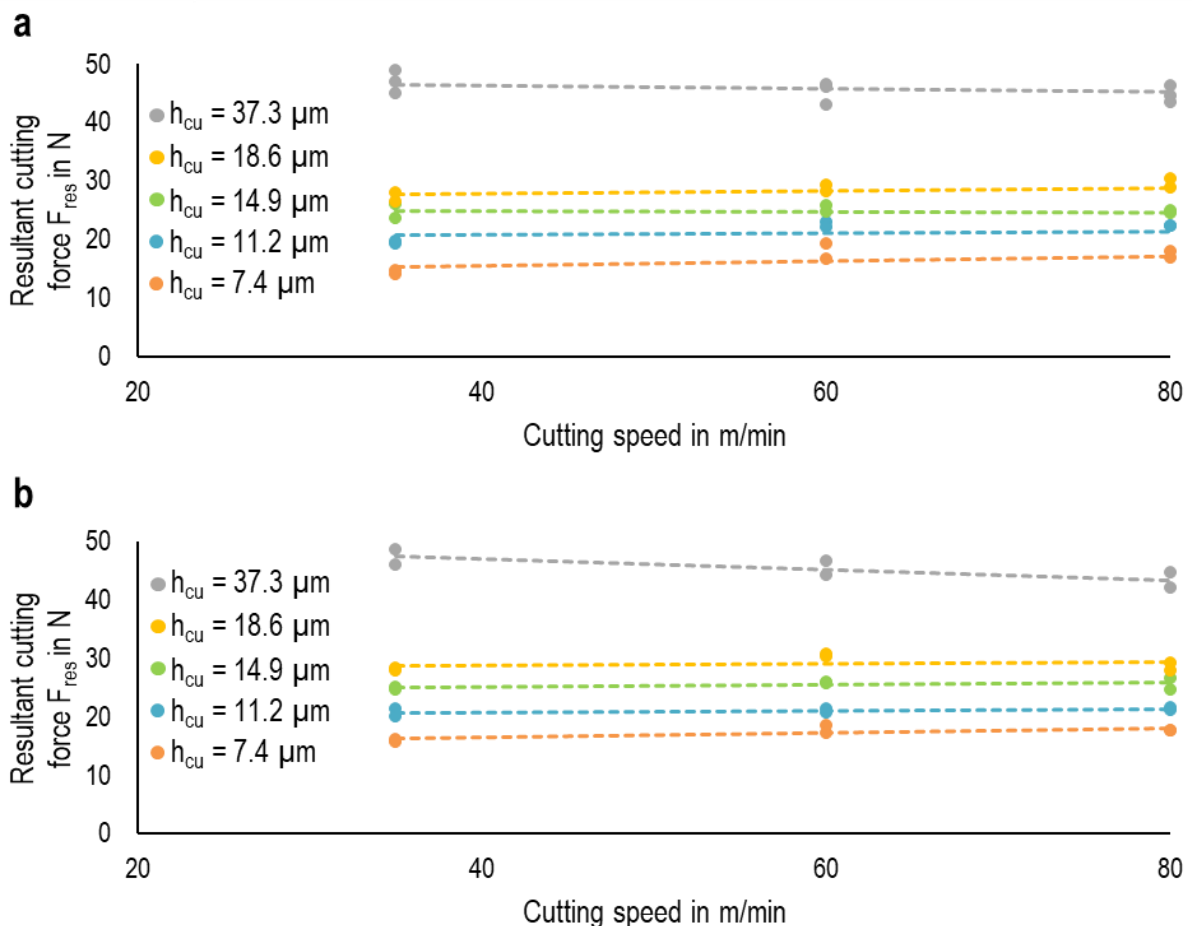 a
Resultant cutting
force F_res in N
50
40
30
20
10
0
h_cu = 37.3 µm
h_cu = 18.6 µm
h_cu = 14.9 µm
h_cu = 11.2 µm
h_cu = 7.4 µm
20 40 60 80
Cutting speed in m/min
b
Resultant cutting
force F_res in N
50
40
30
20
10
0
h_cu = 37.3 µm
h_cu = 18.6 µm
h_cu = 14.9 µm
h_cu = 11.2 µm
h_cu = 7.4 µm
20 40 60 80
Cutting speed in m/min